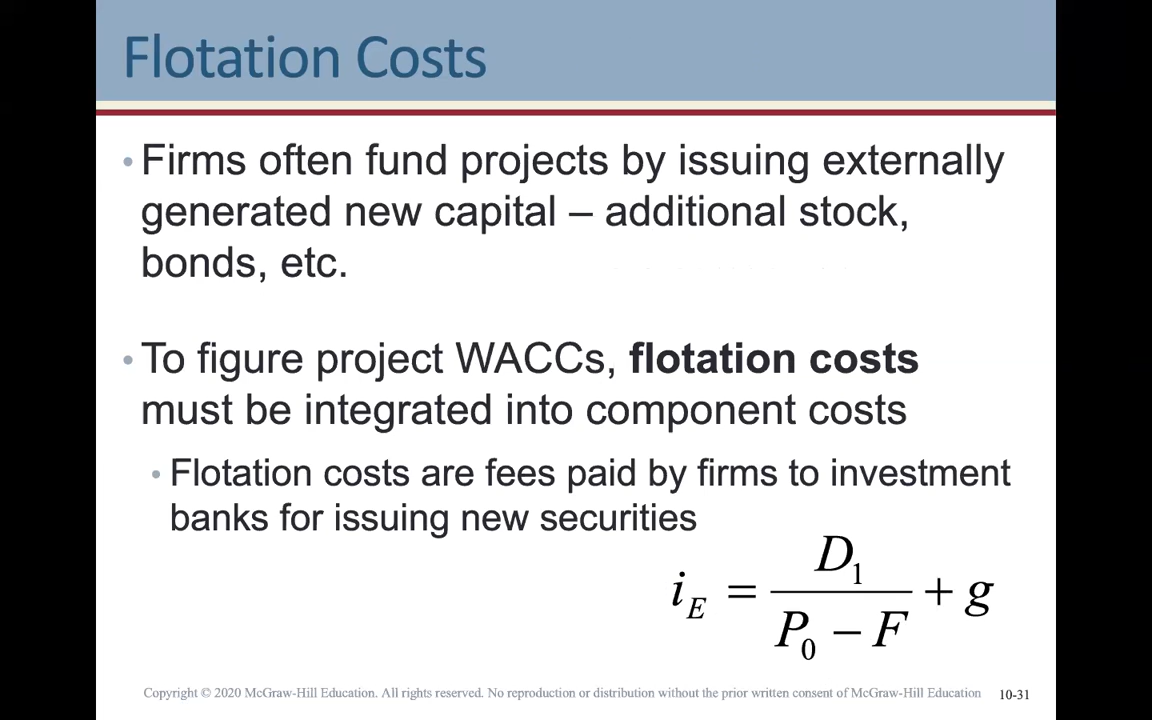 Flotation Costs
• Firms often fund projects by issuing externally
generated new capital – additional stock,
bonds, etc.
• To figure project WACCs, flotation costs
must be integrated into component costs
• Flotation costs are fees paid by firms to investment
banks for issuing new securities
i_E = D_1 / (P_0 − F) + g
Copyright © 2020 McGraw-Hill Education. All rights reserved. No reproduction or distribution without the prior written consent of McGraw-Hill Education 10-31